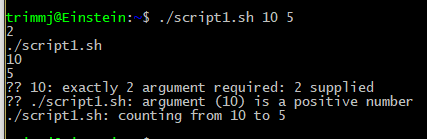 trimmj@Einstein:~$ ./script1.sh 10 5
2
./script1.sh
10
5
?? 10: exactly 2 argument required: 2 supplied
?? ./script1.sh: argument (10) is a positive number
./script1.sh: counting from 10 to 5